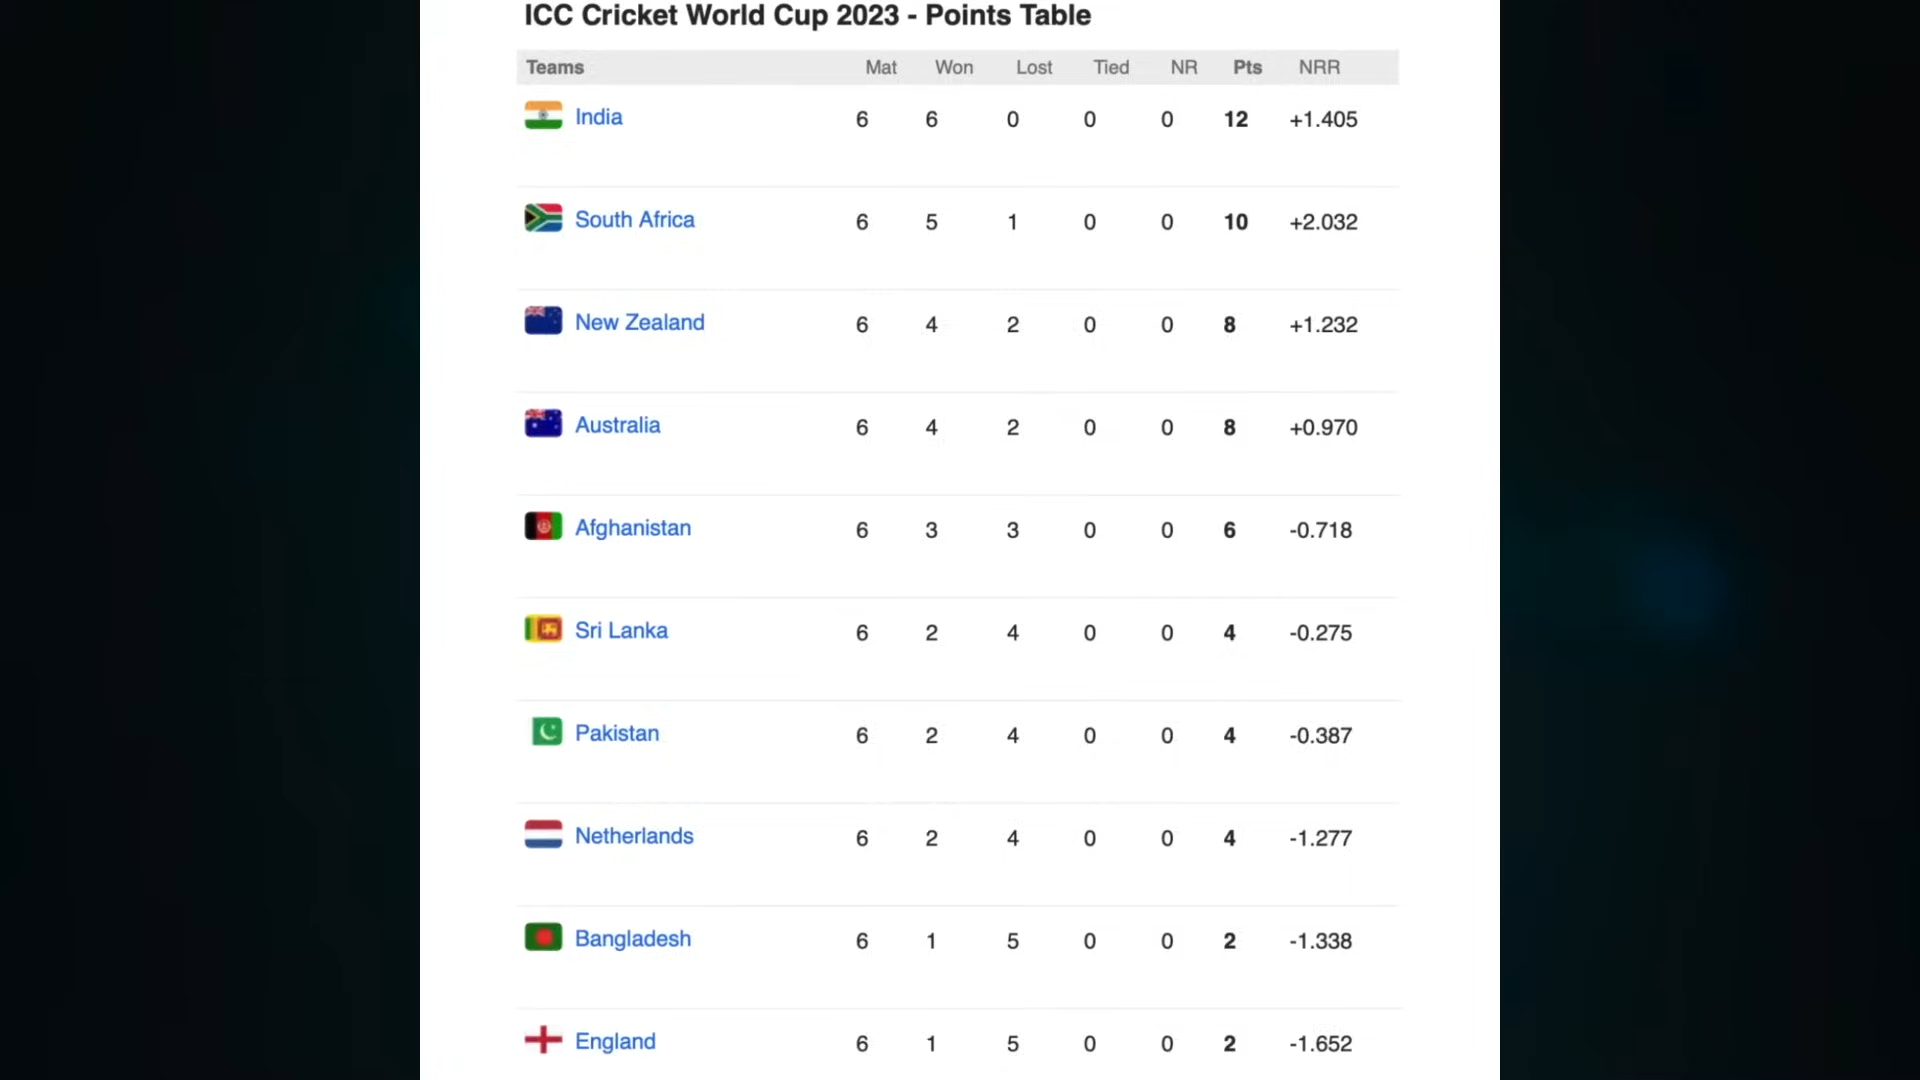 ICC Cricket World Cup 2023 - Points Table
Teams Mat Won Lost Tied NR Pts NRR
India 6 6 0 0 0 12 +1.405
South Africa 6 5 1 0 0 10 +2.032
New Zealand 6 4 2 0 0 8 +1.232
Australia 6 4 2 0 0 8 +0.970
Afghanistan 6 3 3 0 0 6 -0.718
Sri Lanka 6 2 4 0 0 4 -0.275
Pakistan 6 2 4 0 0 4 -0.387
Netherlands 6 2 4 0 0 4 -1.277
Bangladesh 6 1 5 0 0 2 -1.338
England 6 1 5 0 0 2 -1.652